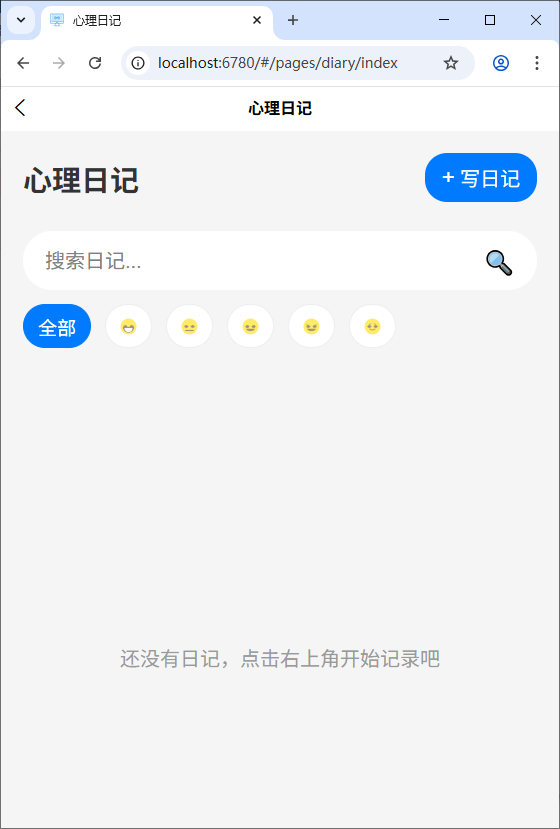 心理日记
localhost:6780/#/pages/diary/index
心理日记
心理日记
+ 写日记
搜索日记...
全部
还没有日记，点击右上角开始记录吧